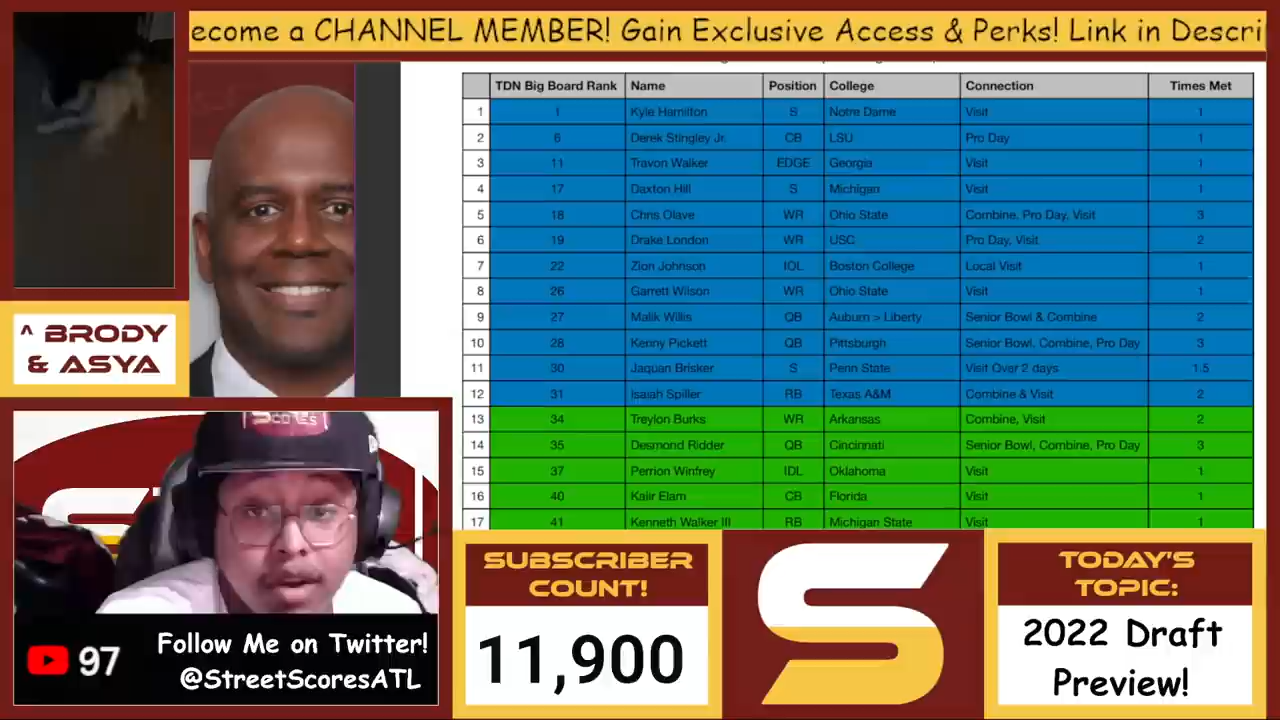 ecome a CHANNEL MEMBER! Gain Exclusive Access & Perks! Link in Descri
TDN Big Board Rank Name Position College Connection Times Met
1 1 Kyle Hamilton S Notre Dame Visit 1
2 6 Derek Stingley Jr. CB LSU Pro Day 1
3 11 Travon Walker EDGE Georgia Visit 1
4 17 Daxton Hill S Michigan Visit 1
5 18 Chris Olave WR Ohio State Combine, Pro Day, Visit 3
6 19 Drake London WR USC Pro Day, Visit 2
7 22 Zion Johnson IOL Boston College Local Visit 1
8 26 Garrett Wilson WR Ohio State Visit 1
9 27 Malik Willis QB Auburn > Liberty Senior Bowl & Combine 2
10 28 Kenny Pickett QB Pittsburgh Senior Bowl, Combine, Pro Day 3
11 30 Jaquan Brisker S Penn State Visit Over 2 days 1.5
12 31 Isaiah Spiller RB Texas A&M Combine & Visit 2
13 34 Treylon Burks WR Arkansas Combine, Visit 2
14 35 Desmond Ridder QB Cincinnati Senior Bowl, Combine, Pro Day 3
15 37 Perrion Winfrey IDL Oklahoma Visit 1
16 40 Kaiir Elam CB Florida Visit 1
17 41 Kenneth Walker III RB Michigan State Visit 1
^ BRODY
& ASYA
SCORES
97
Follow Me on Twitter!
@StreetScoresATL
SUBSCRIBER
COUNT!
11,900
S
TODAY'S
TOPIC:
2022 Draft
Preview!